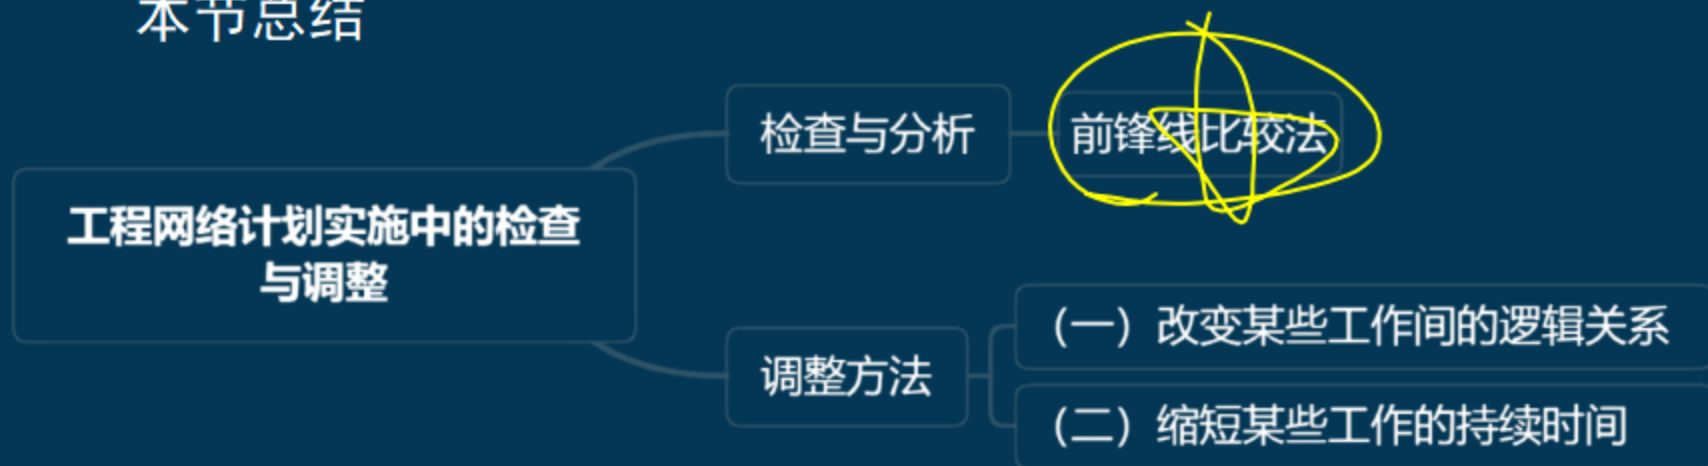 本节总结
检查与分析
前锋线比较法
工程网络计划实施中的检查
与调整
调整方法
（一）改变某些工作间的逻辑关系
（二）缩短某些工作的持续时间